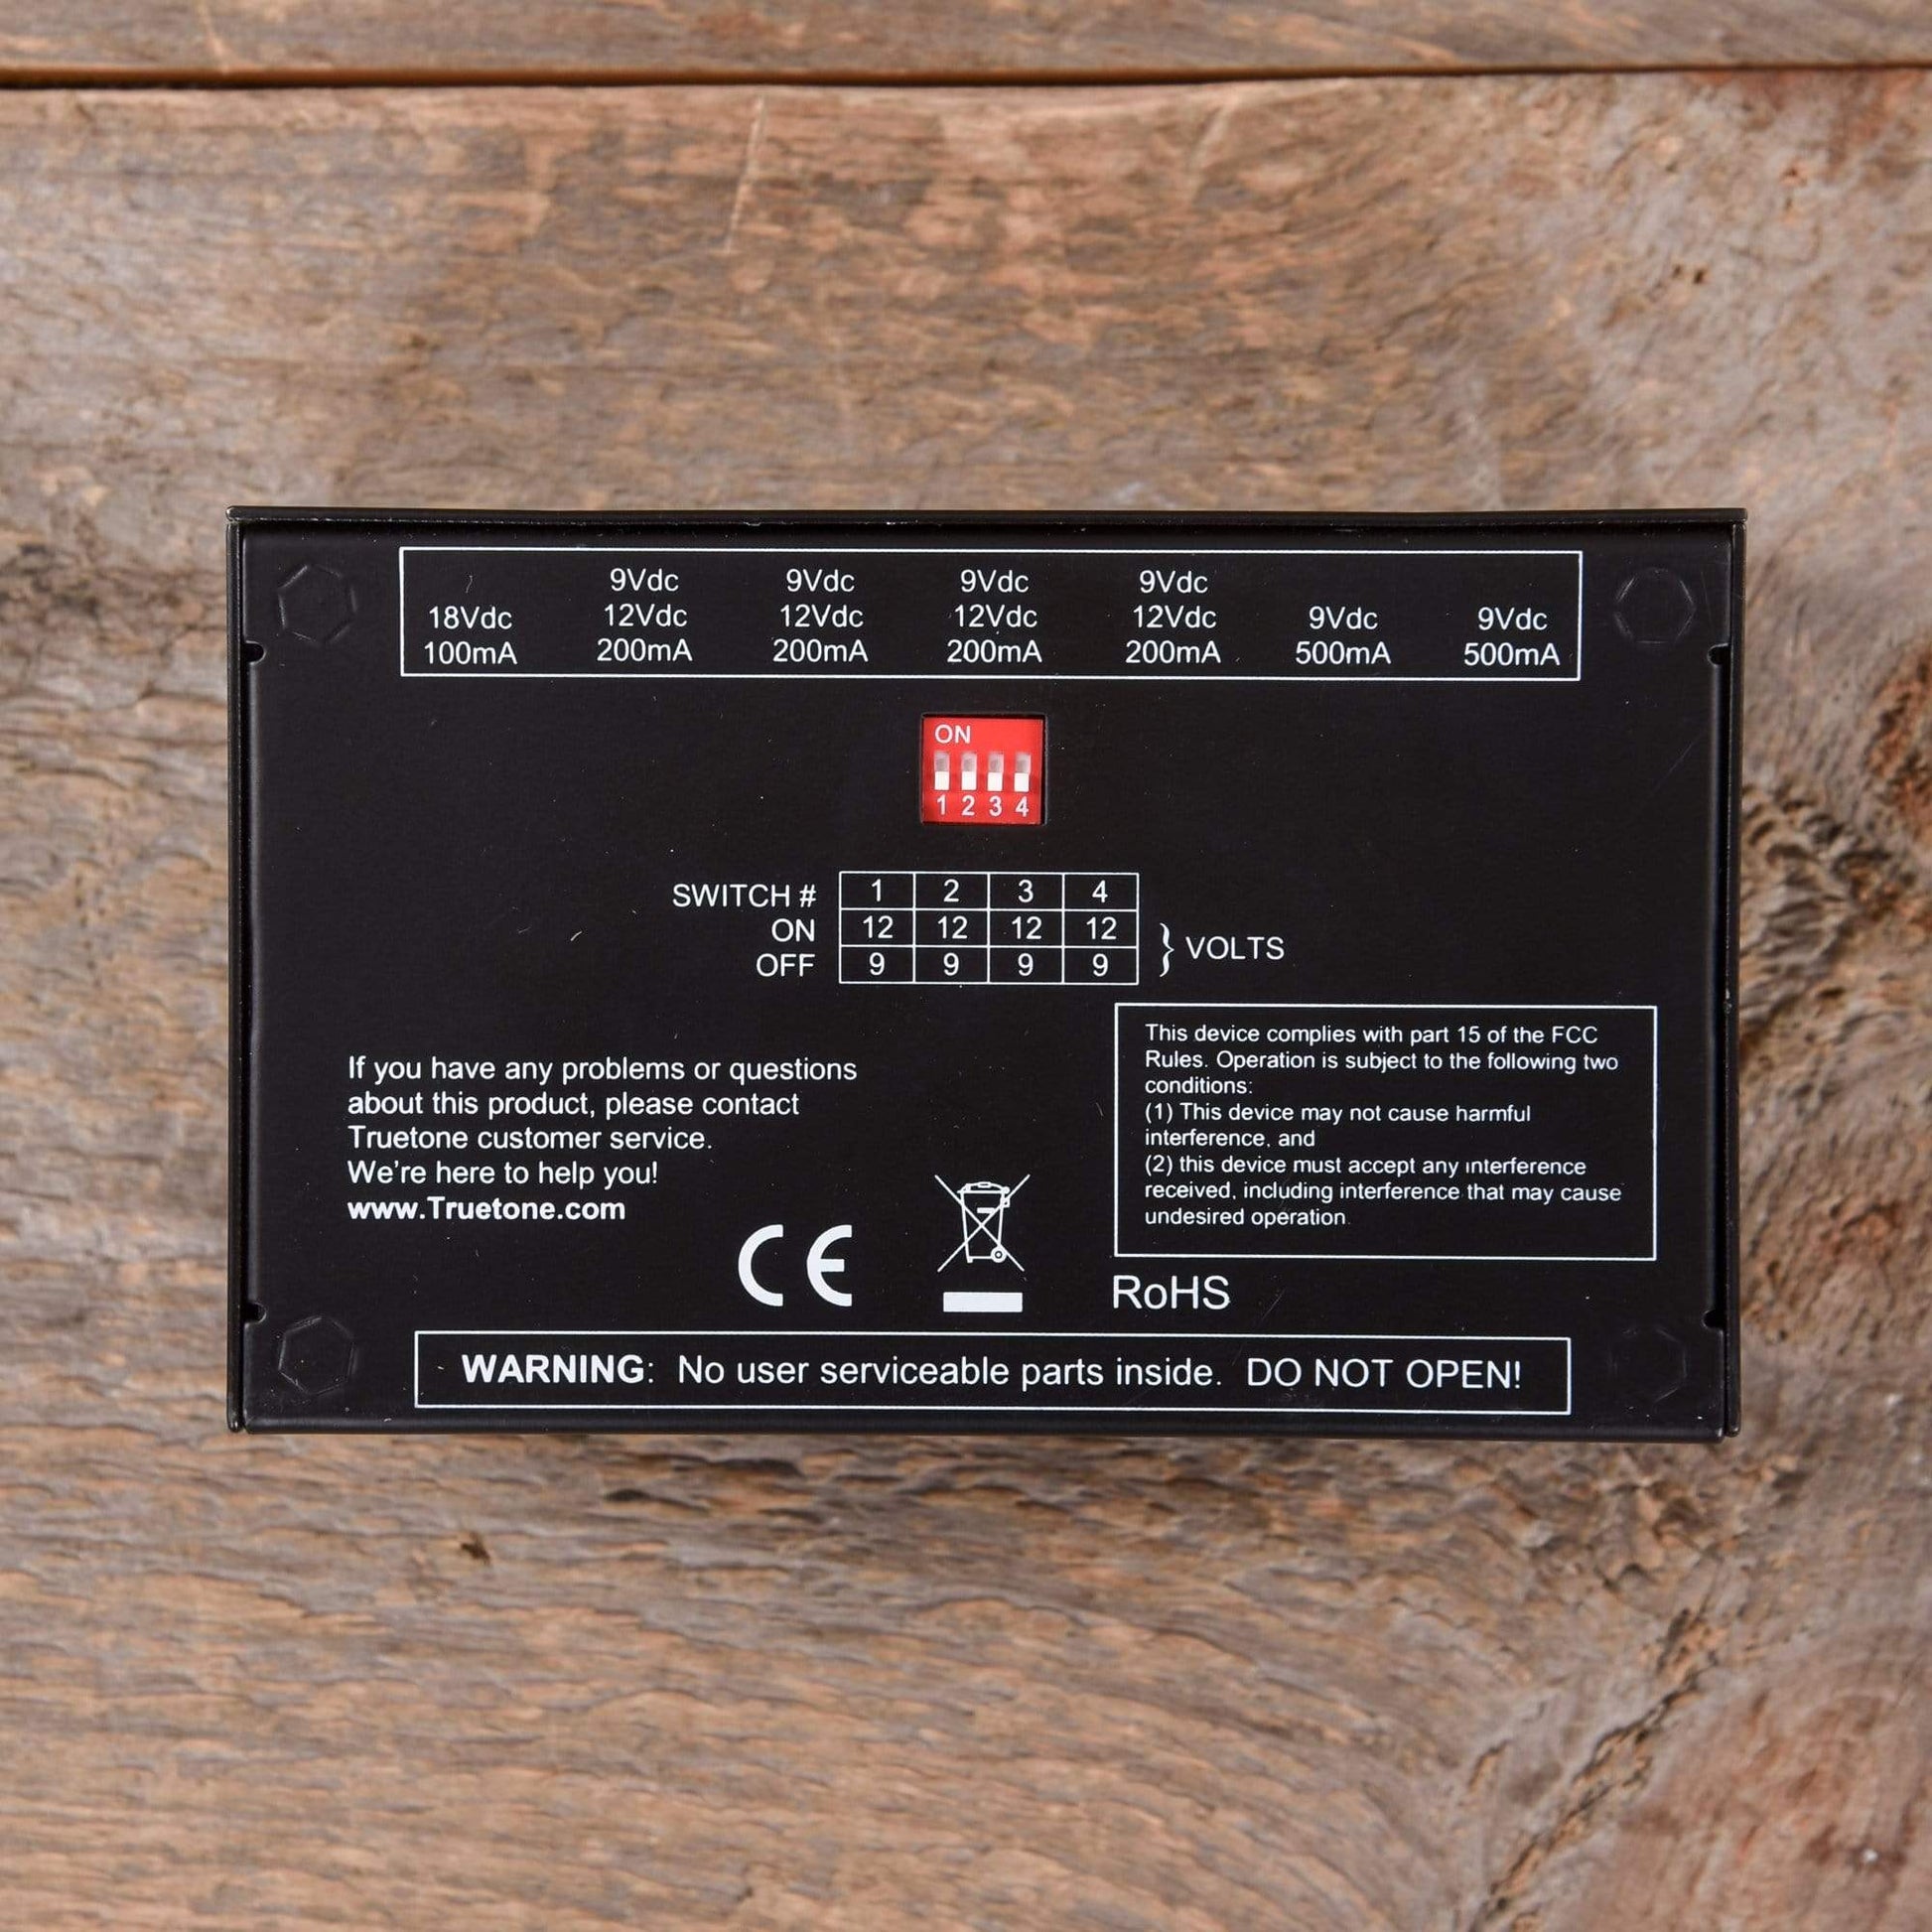 9Vdc 9Vdc 9Vdc 9Vdc
18Vdc 12Vdc 12Vdc 12Vdc 12Vdc 9Vdc 9Vdc
100mA 200mA 200mA 200mA 200mA 500mA 500mA
ON
1 2 3 4
SWITCH # 1 2 3 4
ON 12 12 12 12
OFF 9 9 9 9
} VOLTS
If you have any problems or questions
about this product, please contact
Truetone customer service.
We're here to help you!
www.Truetone.com
This device complies with part 15 of the FCC
Rules. Operation is subject to the following two
conditions:
(1) This device may not cause harmful
interference, and
(2) this device must accept any interference
received, including interference that may cause
undesired operation.
CE
RoHS
WARNING: No user serviceable parts inside. DO NOT OPEN!